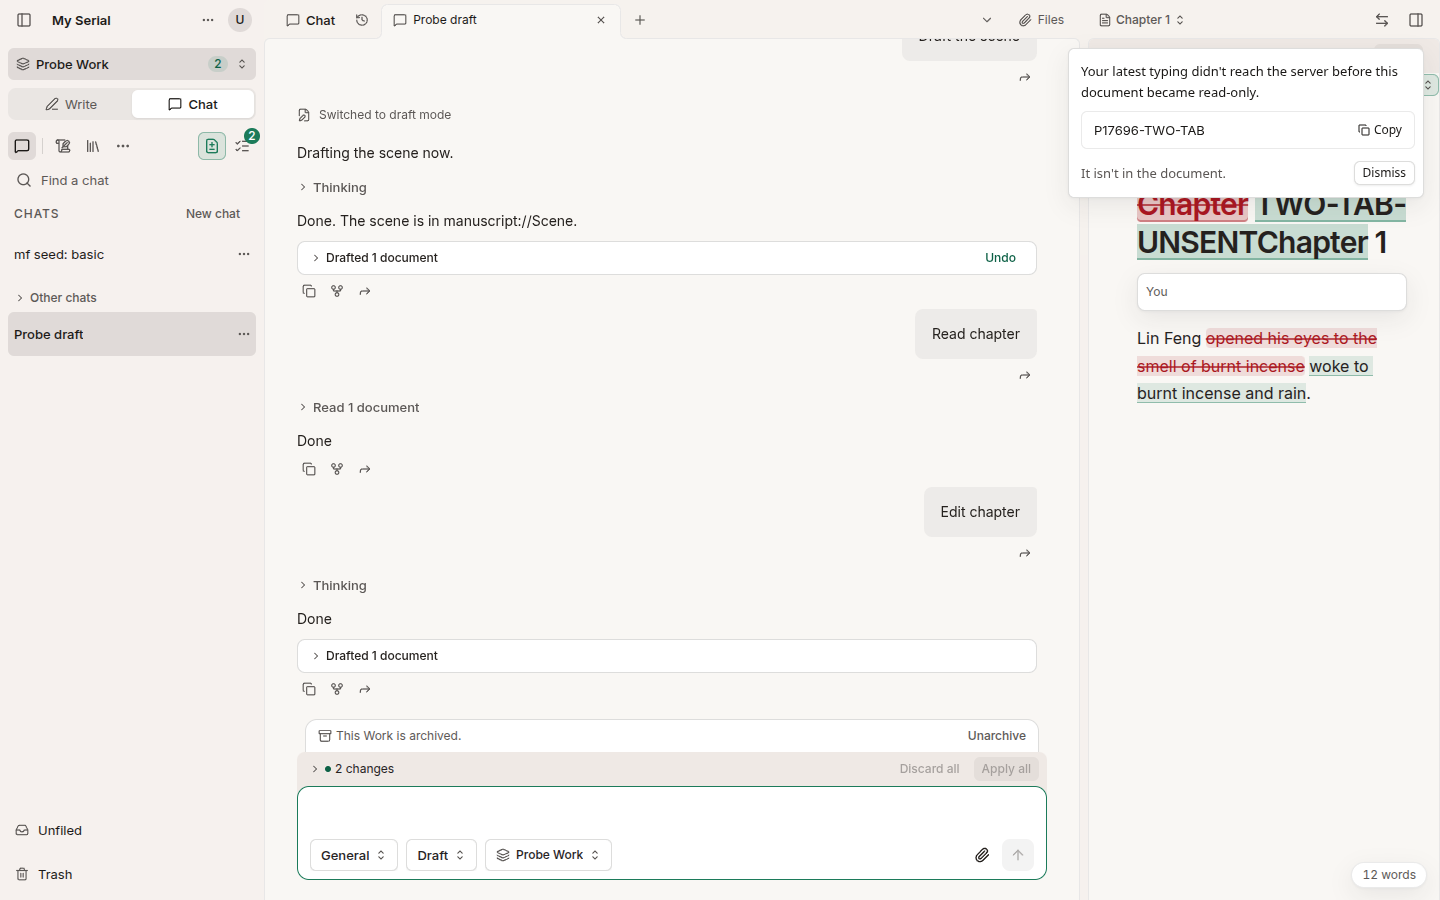 My Serial
U
Chat
Probe draft
Files
Chapter 1
Probe Work
2
Write
Chat
2
Find a chat
CHATS
New chat
mf seed: basic
Other chats
Probe draft
Unfiled
Trash
Draft the scene
Switched to draft mode
Drafting the scene now.
Thinking
Done. The scene is in manuscript://Scene.
Drafted 1 document
Undo
Read chapter
Read 1 document
Done
Edit chapter
Thinking
Done
Drafted 1 document
This Work is archived.
Unarchive
2 changes
Discard all
Apply all
General
Draft
Probe Work
Your latest typing didn't reach the server before this
document became read-only.
P17696-TWO-TAB
Copy
It isn't in the document.
Dismiss
Chapter TWO-TAB-
UNSENTChapter 1
You
Lin Feng opened his eyes to the
smell of burnt incense woke to
burnt incense and rain.
12 words